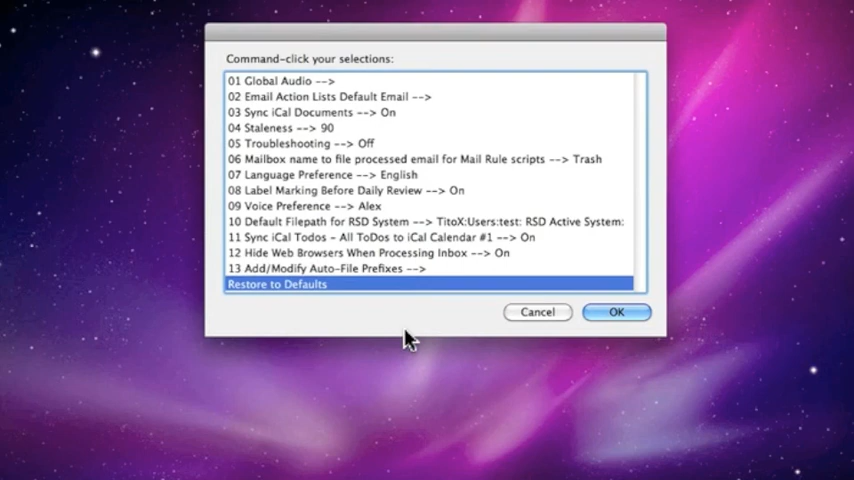 Command-click your selections:
01 Global Audio -->
02 Email Action Lists Default Email -->
03 Sync iCal Documents --> On
04 Staleness --> 90
05 Troubleshooting --> Off
06 Mailbox name to file processed email for Mail Rule scripts --> Trash
07 Language Preference --> English
08 Label Marking Before Daily Review --> On
09 Voice Preference --> Alex
10 Default Filepath for RSD System --> TitoX:Users:test: RSD Active System:
11 Sync iCal Todos - All ToDos to iCal Calendar #1 --> On
12 Hide Web Browsers When Processing Inbox --> On
13 Add/Modify Auto-File Prefixes -->
Restore to Defaults
Cancel OK